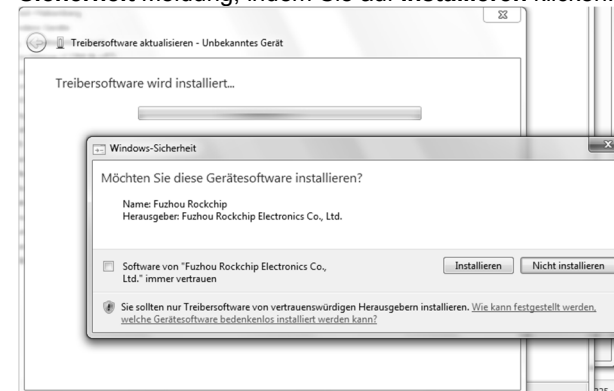 Treibersoftware aktualisieren - Unbekanntes Gerät
Treibersoftware wird installiert...
Windows-Sicherheit
Möchten Sie diese Gerätesoftware installieren?
Name: Fuzhou Rockchip
Herausgeber: Fuzhou Rockchip Electronics Co., Ltd.
Software von "Fuzhou Rockchip Electronics Co.,
Ltd." immer vertrauen
Installieren
Nicht installieren
Sie sollten nur Treibersoftware von vertrauenswürdigen Herausgebern installieren. Wie kann festgestellt werden,
welche Gerätesoftware bedenkenlos installiert werden kann?